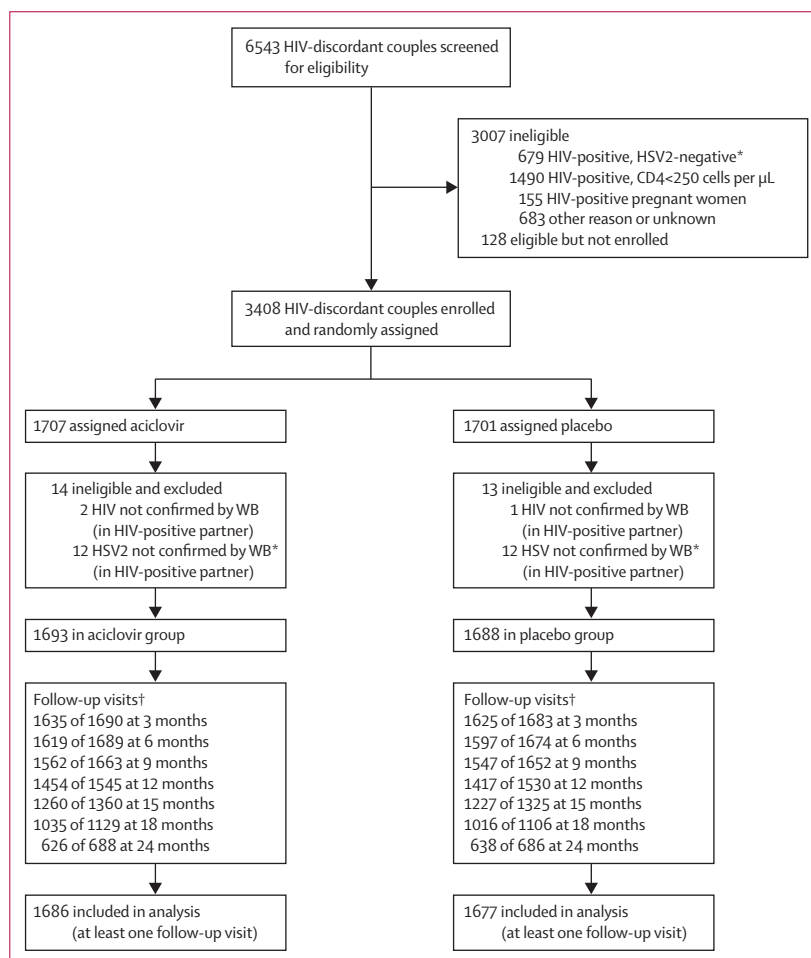 6543 HIV-discordant couples screened
for eligibility
3007 ineligible
679 HIV-positive, HSV2-negative*
1490 HIV-positive, CD4<250 cells per µL
155 HIV-positive pregnant women
683 other reason or unknown
128 eligible but not enrolled
3408 HIV-discordant couples enrolled
and randomly assigned
1707 assigned aciclovir
1701 assigned placebo
14 ineligible and excluded
2 HIV not confirmed by WB
(in HIV-positive partner)
12 HSV2 not confirmed by WB*
(in HIV-positive partner)
13 ineligible and excluded
1 HIV not confirmed by WB
(in HIV-positive partner)
12 HSV not confirmed by WB*
(in HIV-positive partner)
1693 in aciclovir group
1688 in placebo group
Follow-up visits†
1635 of 1690 at 3 months
1619 of 1689 at 6 months
1562 of 1663 at 9 months
1454 of 1545 at 12 months
1260 of 1360 at 15 months
1035 of 1129 at 18 months
626 of 688 at 24 months
Follow-up visits†
1625 of 1683 at 3 months
1597 of 1674 at 6 months
1547 of 1652 at 9 months
1417 of 1530 at 12 months
1227 of 1325 at 15 months
1016 of 1106 at 18 months
638 of 686 at 24 months
1686 included in analysis
(at least one follow-up visit)
1677 included in analysis
(at least one follow-up visit)